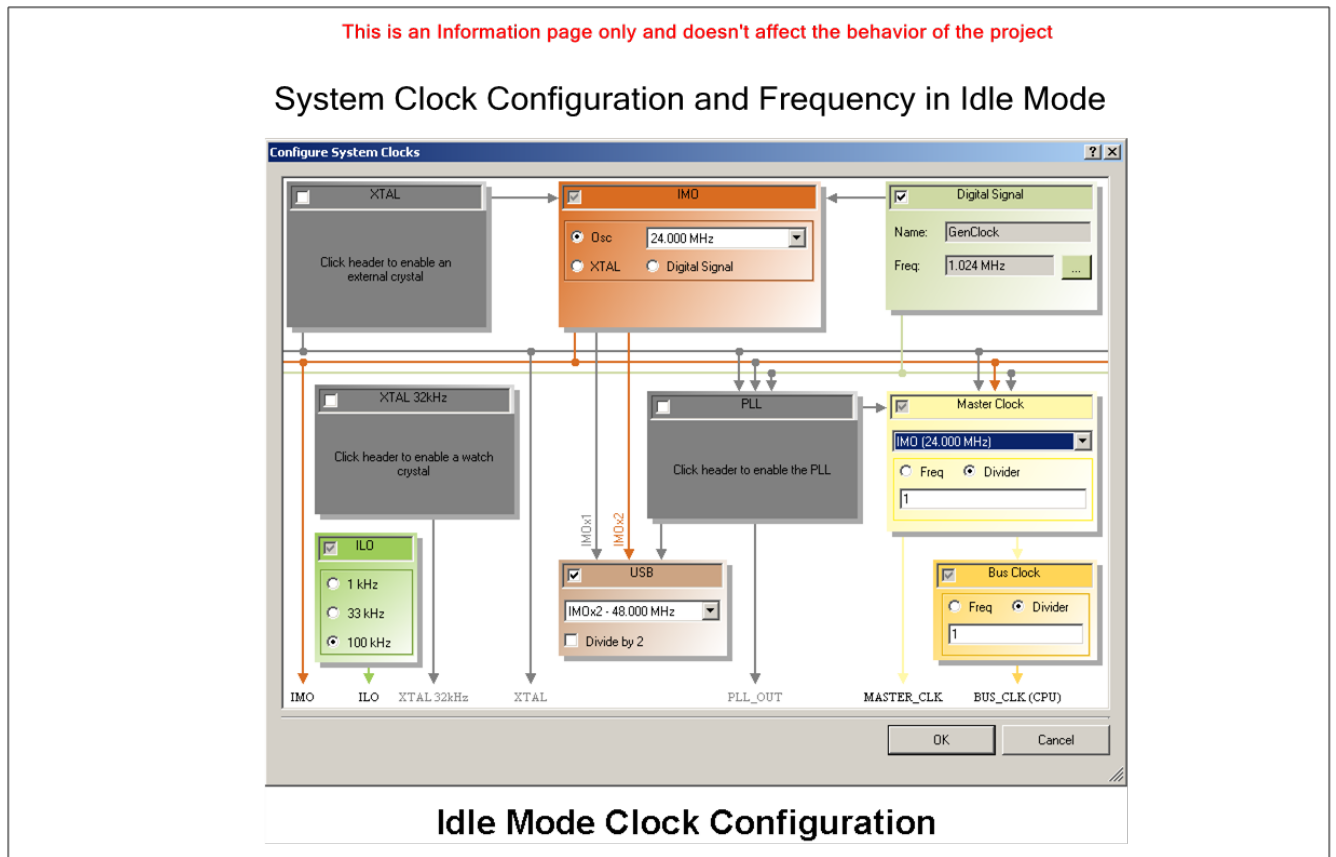 This is an Information page only and doesn't affect the behavior of the project
System Clock Configuration and Frequency in Idle Mode
Configure System Clocks
XTAL
Click header to enable an
external crystal
IMO
Osc
24.000 MHz
XTAL
Digital Signal
Digital Signal
Name:
GenClock
Freq:
1.024 MHz
...
XTAL 32kHz
Click header to enable a watch
crystal
PLL
Click header to enable the PLL
Master Clock
IMO (24.000 MHz)
Freq
Divider
1
IMOx1
IMOx2
ILO
1 kHz
33 kHz
100 kHz
USB
IMOx2 - 48.000 MHz
Divide by 2
Bus Clock
Freq
Divider
1
IMO
ILO
XTAL 32kHz
XTAL
PLL_OUT
MASTER_CLK
BUS_CLK (CPU)
OK
Cancel
Idle Mode Clock Configuration